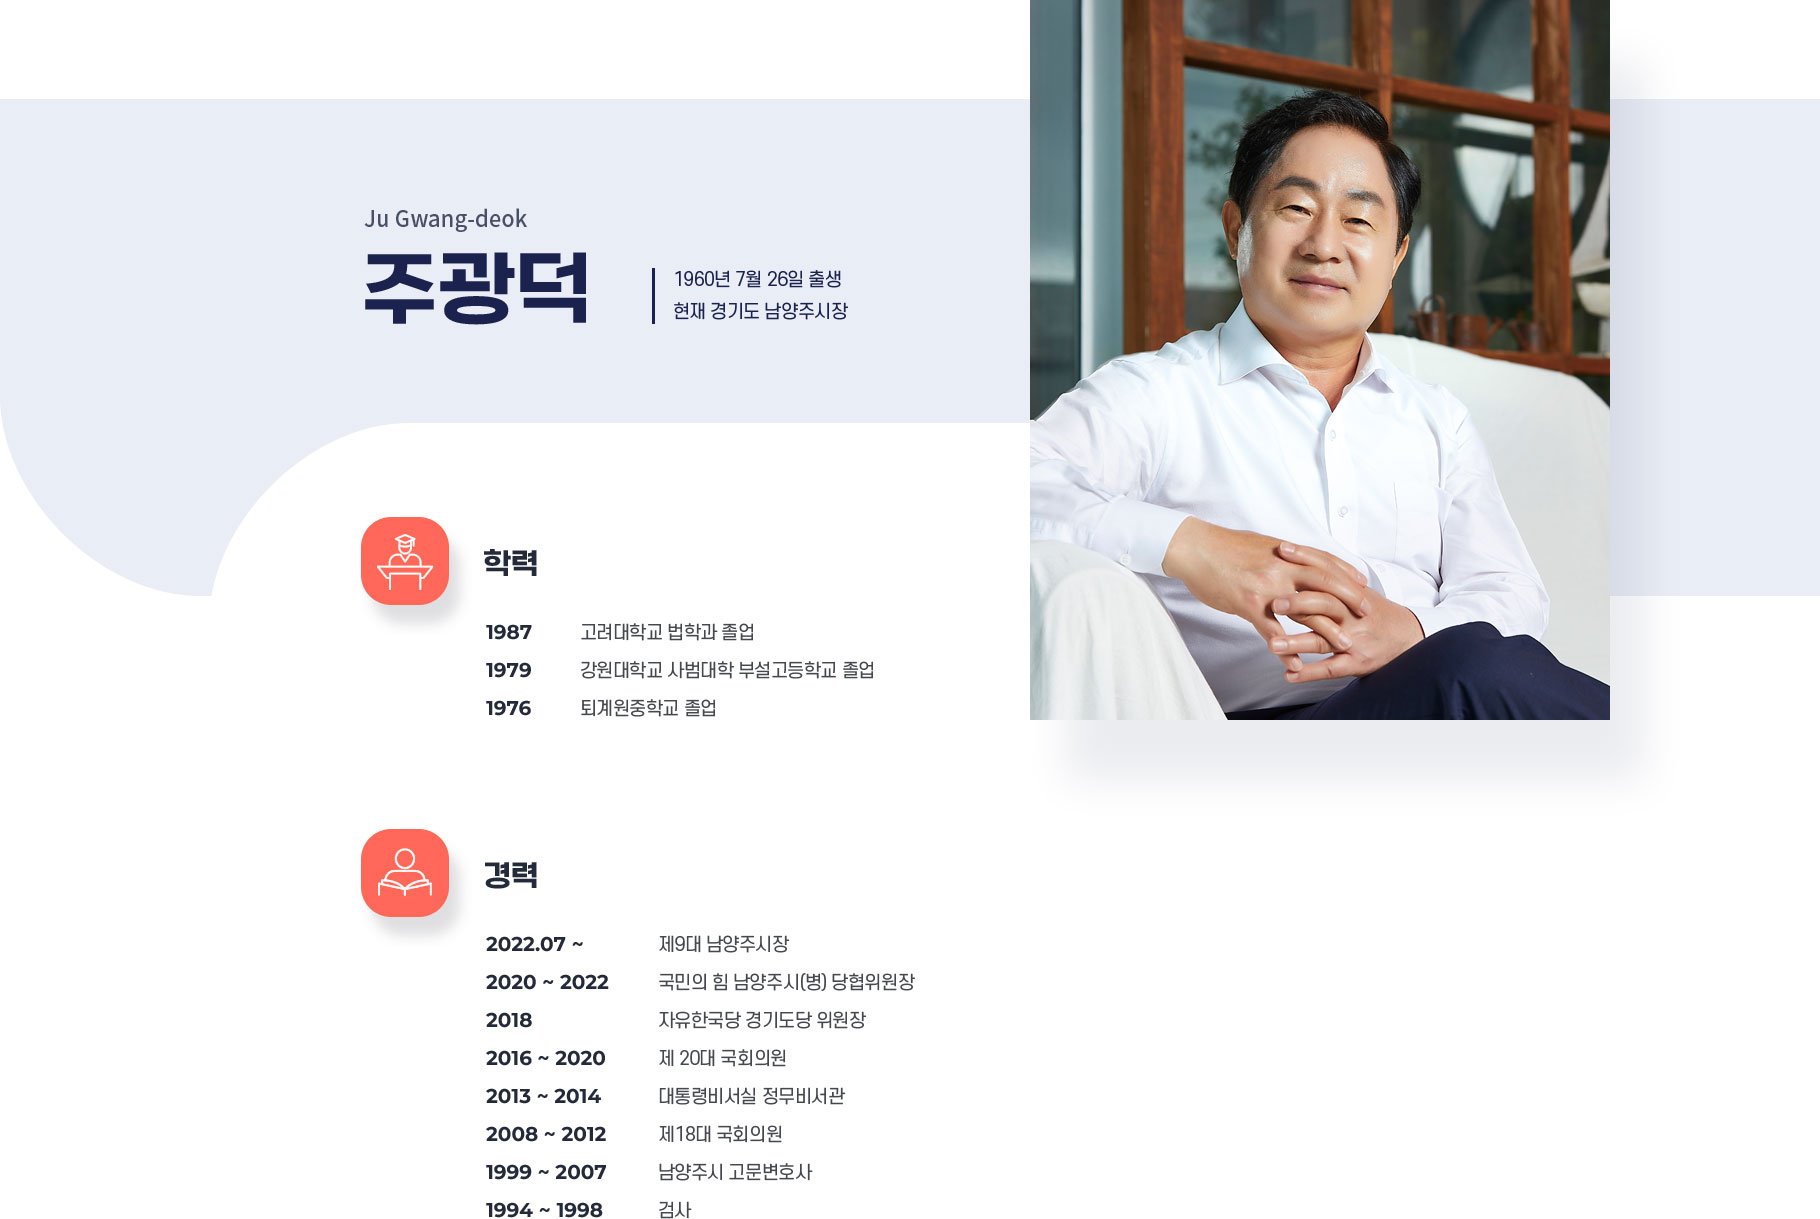 Ju Gwang-deok
주광덕
1960년 7월 26일 출생
현재 경기도 남양주시장
학력
1987 고려대학교 법학과 졸업
1979 강원대학교 사범대학 부설고등학교 졸업
1976 퇴계원중학교 졸업
경력
2022.07 ~ 제9대 남양주시장
2020 ~ 2022 국민의 힘 남양주시(병) 당협위원장
2018 자유한국당 경기도당 위원장
2016 ~ 2020 제 20대 국회의원
2013 ~ 2014 대통령비서실 정무비서관
2008 ~ 2012 제18대 국회의원
1999 ~ 2007 남양주시 고문변호사
1994 ~ 1998 검사